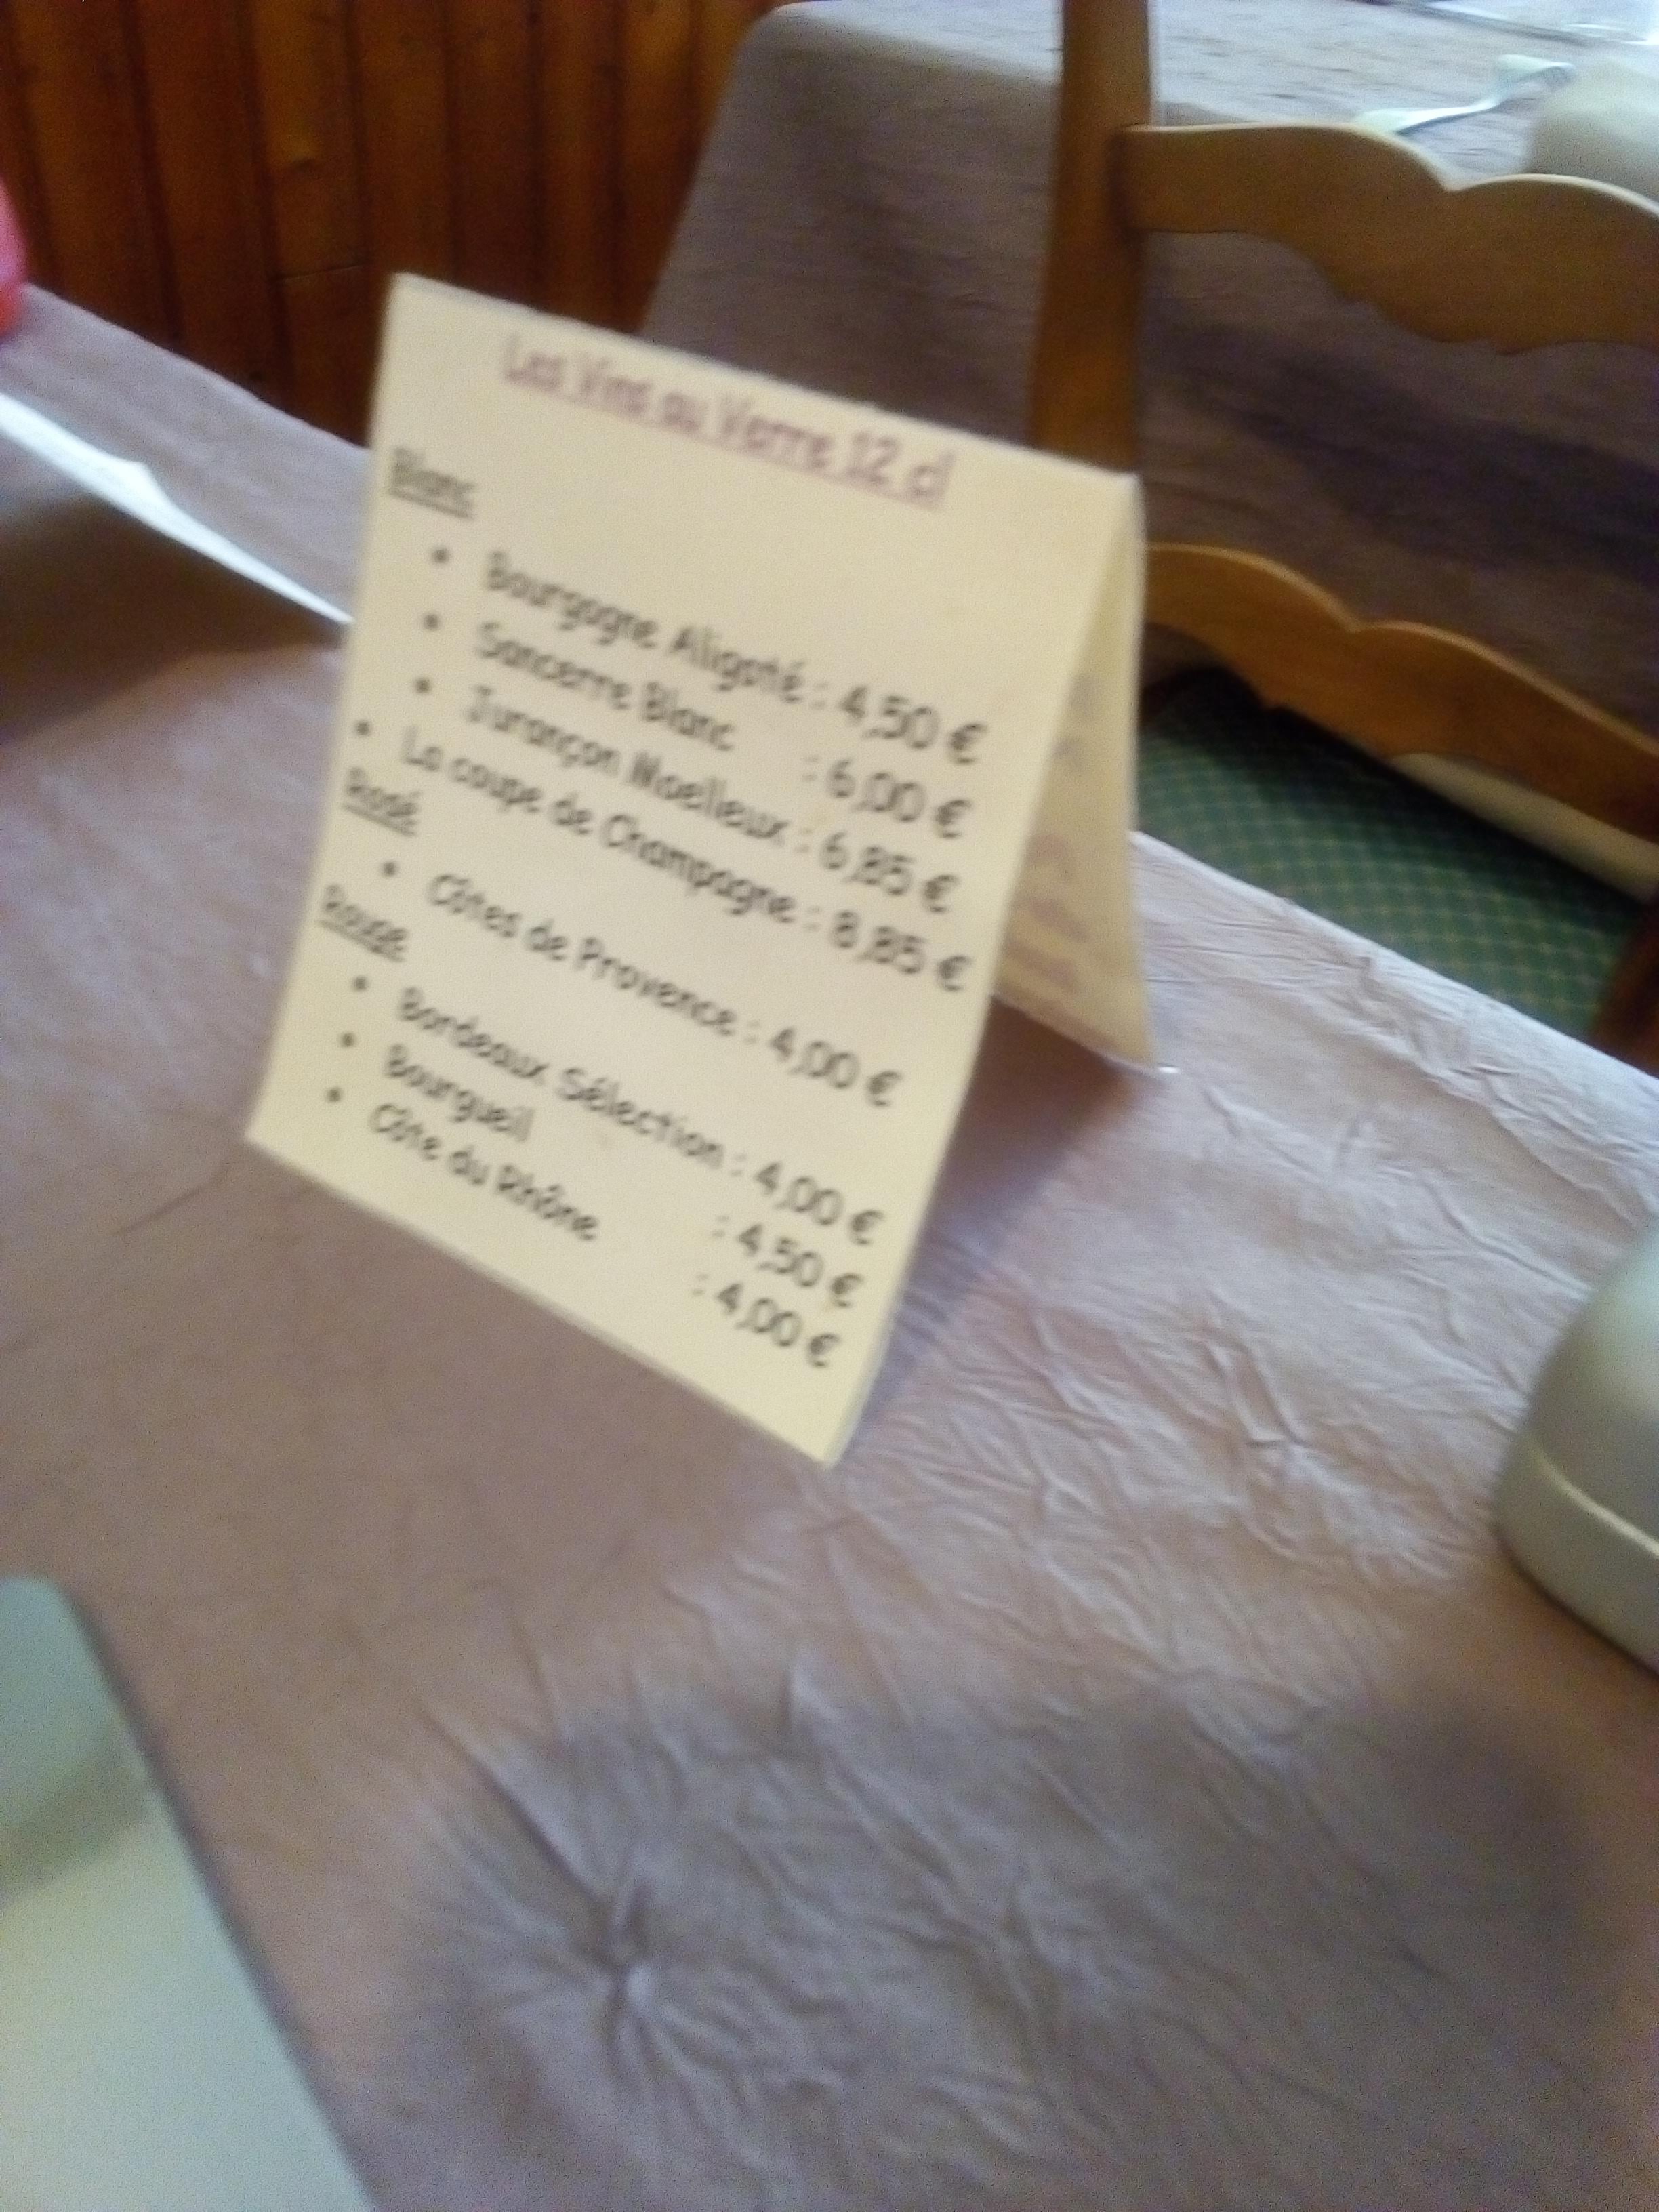 Les Vins au Verre 12 cl
Blanc
• Bourgogne Aligoté : 4,50 €
• Sancerre Blanc : 6,00 €
• Jurançon Moelleux : 6,85 €
• La coupe de Champagne : 8,85 €
Rosé
• Côtes de Provence : 4,00 €
Rouge
• Bordeaux Sélection : 4,00 €
• Bourgueil : 4,50 €
• Côte du Rhône : 4,00 €